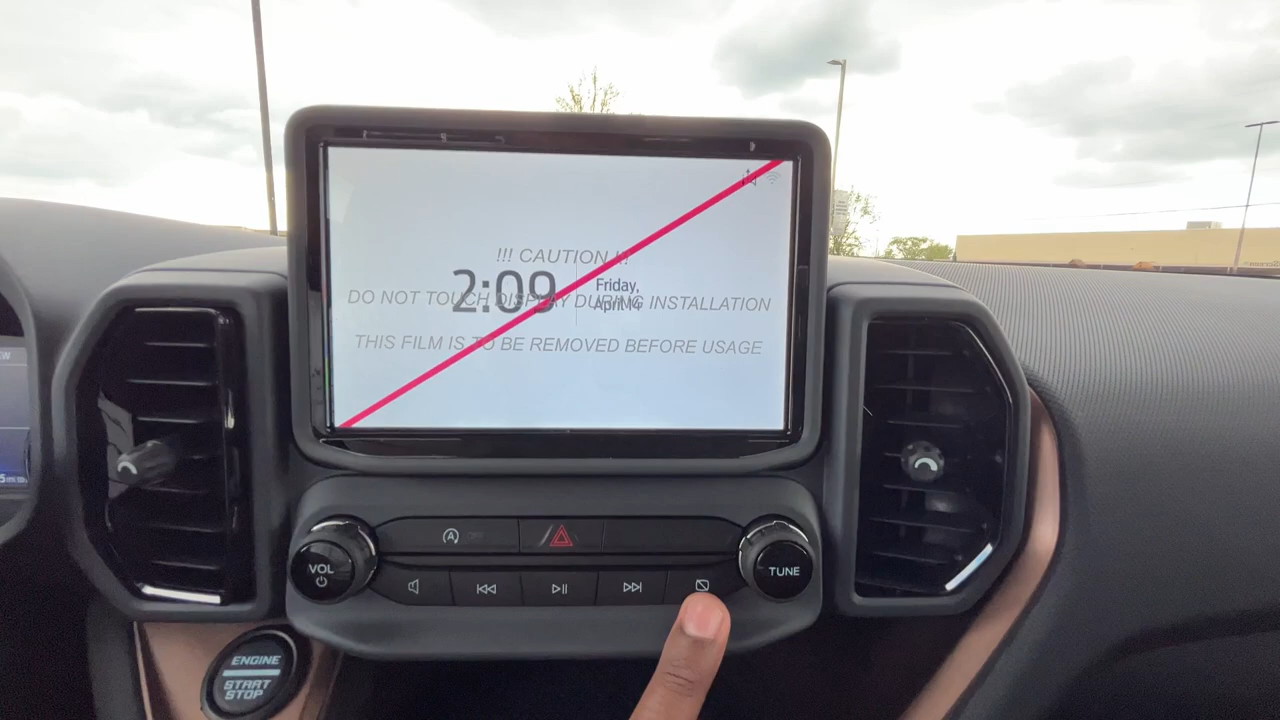 !!! CAUTION !!!
2:09
Friday,
April 14
DO NOT TOUCH DISPLAY DURING INSTALLATION
THIS FILM IS TO BE REMOVED BEFORE USAGE
VOL
TUNE
ENGINE
START
STOP